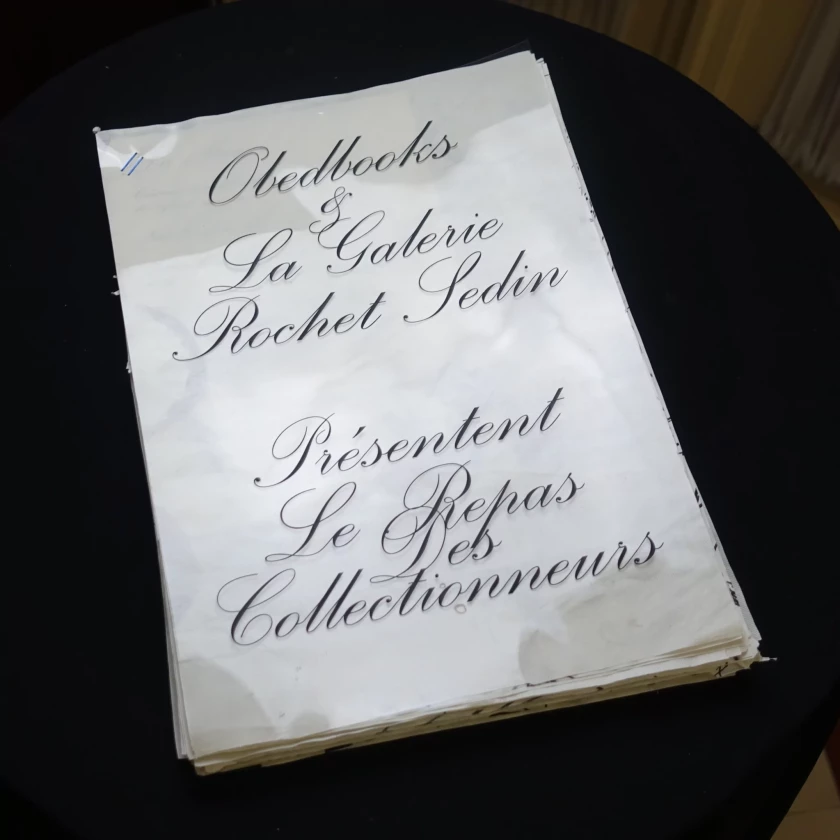 Obedbooks
&
La Galerie
Rochet Sedin
Présentent
Le Repas
Des
Collectionneurs